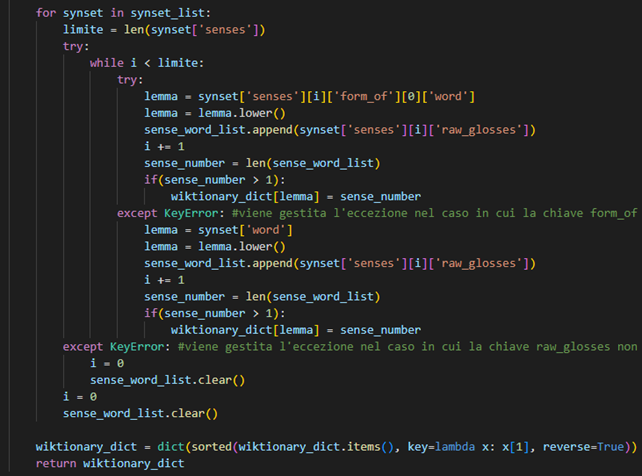 for synset in synset_list:
    limite = len(synset['senses'])
    try:
        while i < limite:
            try:
                lemma = synset['senses'][i]['form_of'][0]['word']
                lemma = lemma.lower()
                sense_word_list.append(synset['senses'][i]['raw_glosses'])
                i += 1
                sense_number = len(sense_word_list)
                if(sense_number > 1):
                    wiktionary_dict[lemma] = sense_number
            except KeyError: #viene gestita l'eccezione nel caso in cui la chiave form_of
                lemma = synset['word']
                lemma = lemma.lower()
                sense_word_list.append(synset['senses'][i]['raw_glosses'])
                i += 1
                sense_number = len(sense_word_list)
                if(sense_number > 1):
                    wiktionary_dict[lemma] = sense_number
    except KeyError: #viene gestita l'eccezione nel caso in cui la chiave raw_glosses non
        i = 0
        sense_word_list.clear()
    i = 0
    sense_word_list.clear()
wiktionary_dict = dict(sorted(wiktionary_dict.items(), key=lambda x: x[1], reverse=True))
return wiktionary_dict